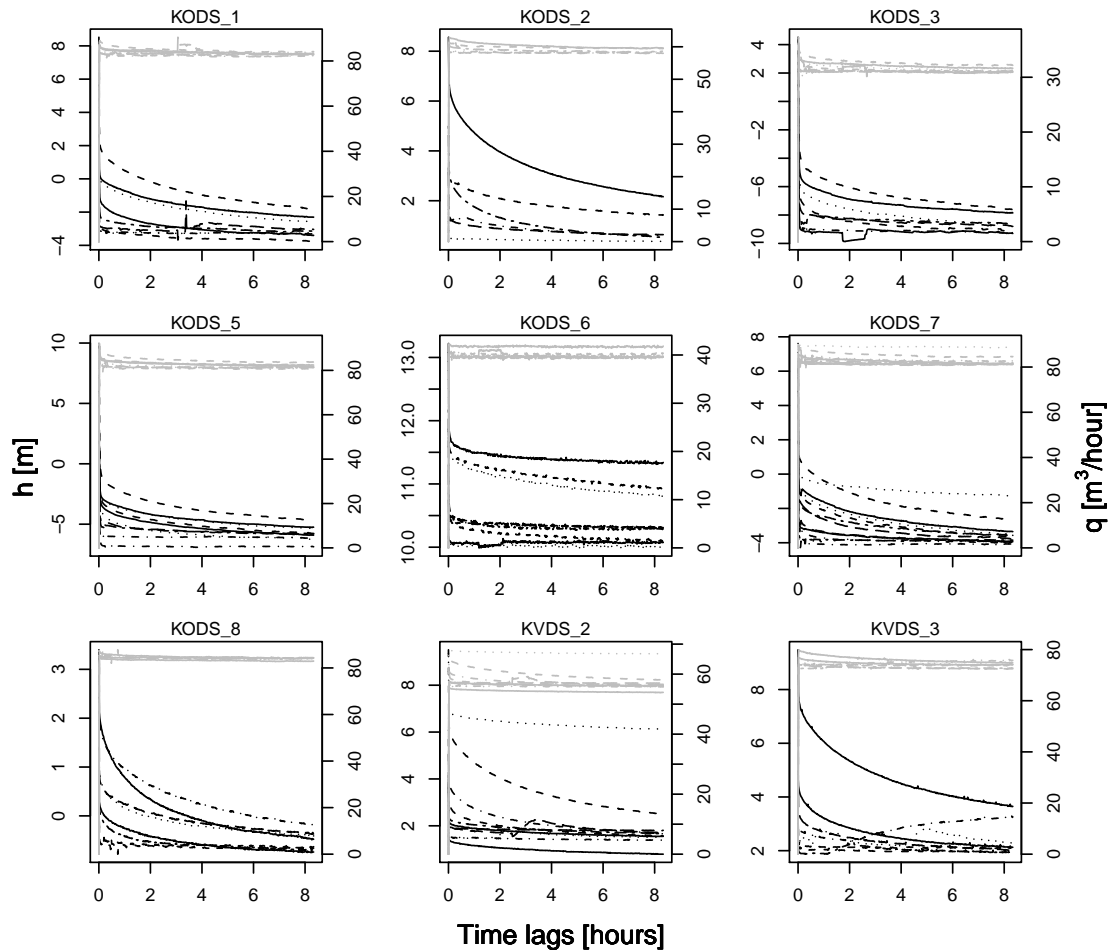 KODS_1 KODS_2 KODS_3
8 6 4 2 0 −4 80 60 40 20 0
8 6 4 2 50 40 30 20 10 0
4 2 −2 −6 −10 30 20 10 0
0 2 4 6 8 0 2 4 6 8 0 2 4 6 8
KODS_5 KODS_6 KODS_7
10 5 0 −5 80 60 40 20 0
13.0 12.0 11.0 10.0 40 30 20 10 0
8 6 4 2 0 −4 80 60 40 20 0
0 2 4 6 8 0 2 4 6 8 0 2 4 6 8
KODS_8 KVDS_2 KVDS_3
3 2 1 0 80 60 40 20 0
8 6 4 2 60 40 20 0
8 6 4 2 80 60 40 20 0
0 2 4 6 8 0 2 4 6 8 0 2 4 6 8
h [m]
q [m³/hour]
Time lags [hours]